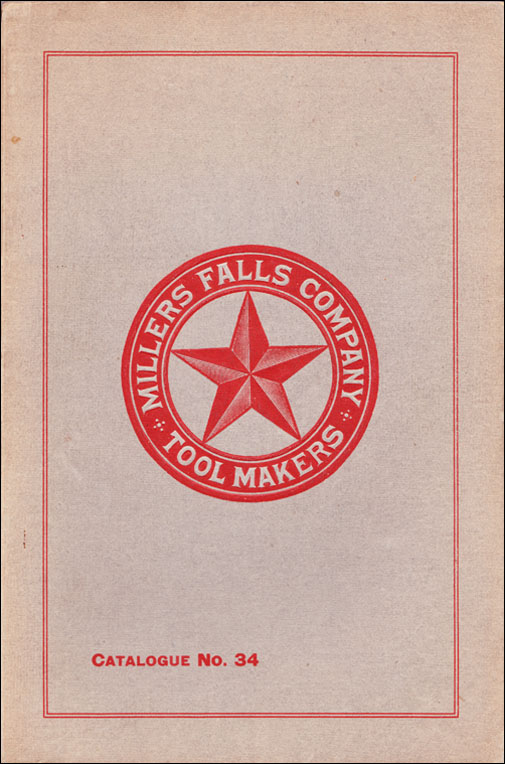 MILLERS FALLS COMPANY
TOOL MAKERS
CATALOGUE NO. 34